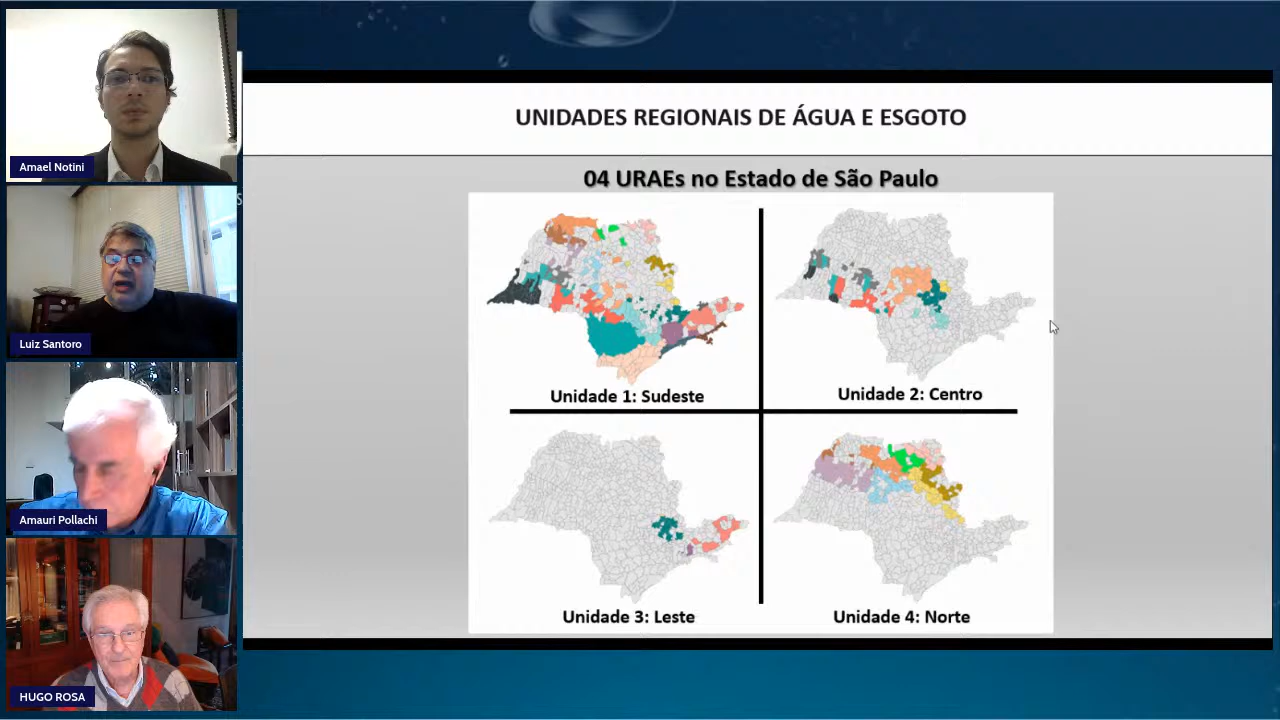 Amael Notini
Luiz Santoro
Amauri Pollachi
HUGO ROSA
UNIDADES REGIONAIS DE ÁGUA E ESGOTO
04 URAEs no Estado de São Paulo
Unidade 1: Sudeste
Unidade 2: Centro
Unidade 3: Leste
Unidade 4: Norte